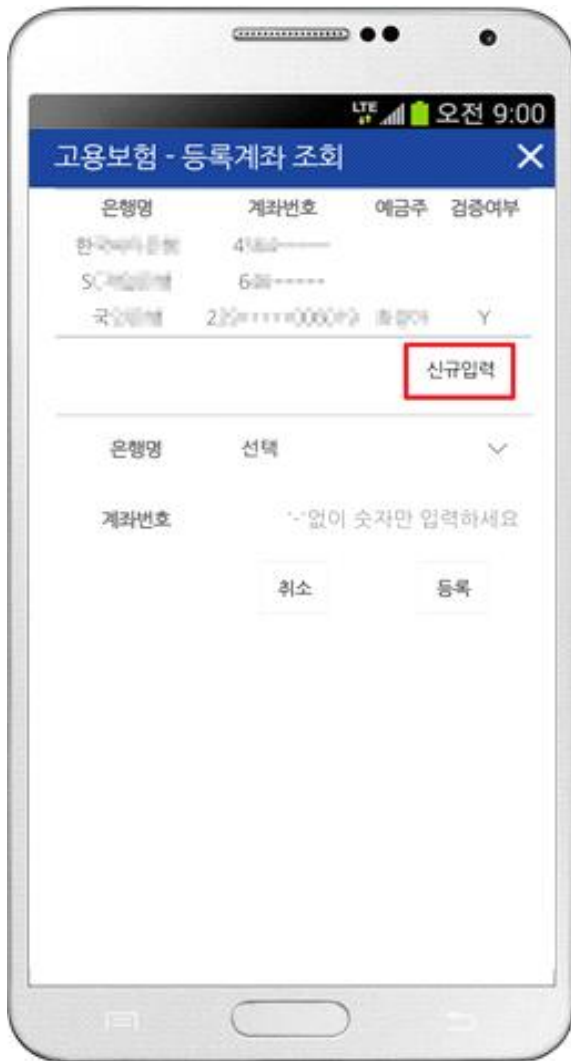 LTE 오전 9:00
고용보험 - 등록계좌 조회 X
은행명 계좌번호 예금주 검증여부
Y
신규입력
은행명 선택
계좌번호 '-'없이 숫자만 입력하세요
취소 등록